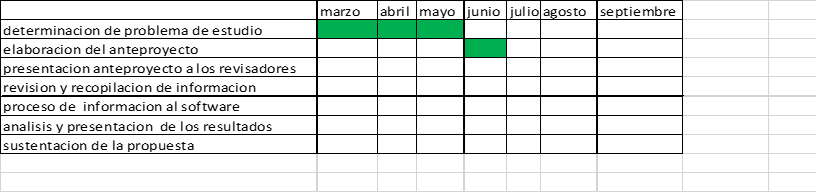 marzo abril mayo junio julio agosto septiembre
determinacion de problema de estudio
elaboracion del anteproyecto
presentacion anteproyecto a los revisadores
revision y recopilacion de informacion
proceso de informacion al software
analisis y presentacion de los resultados
sustentacion de la propuesta